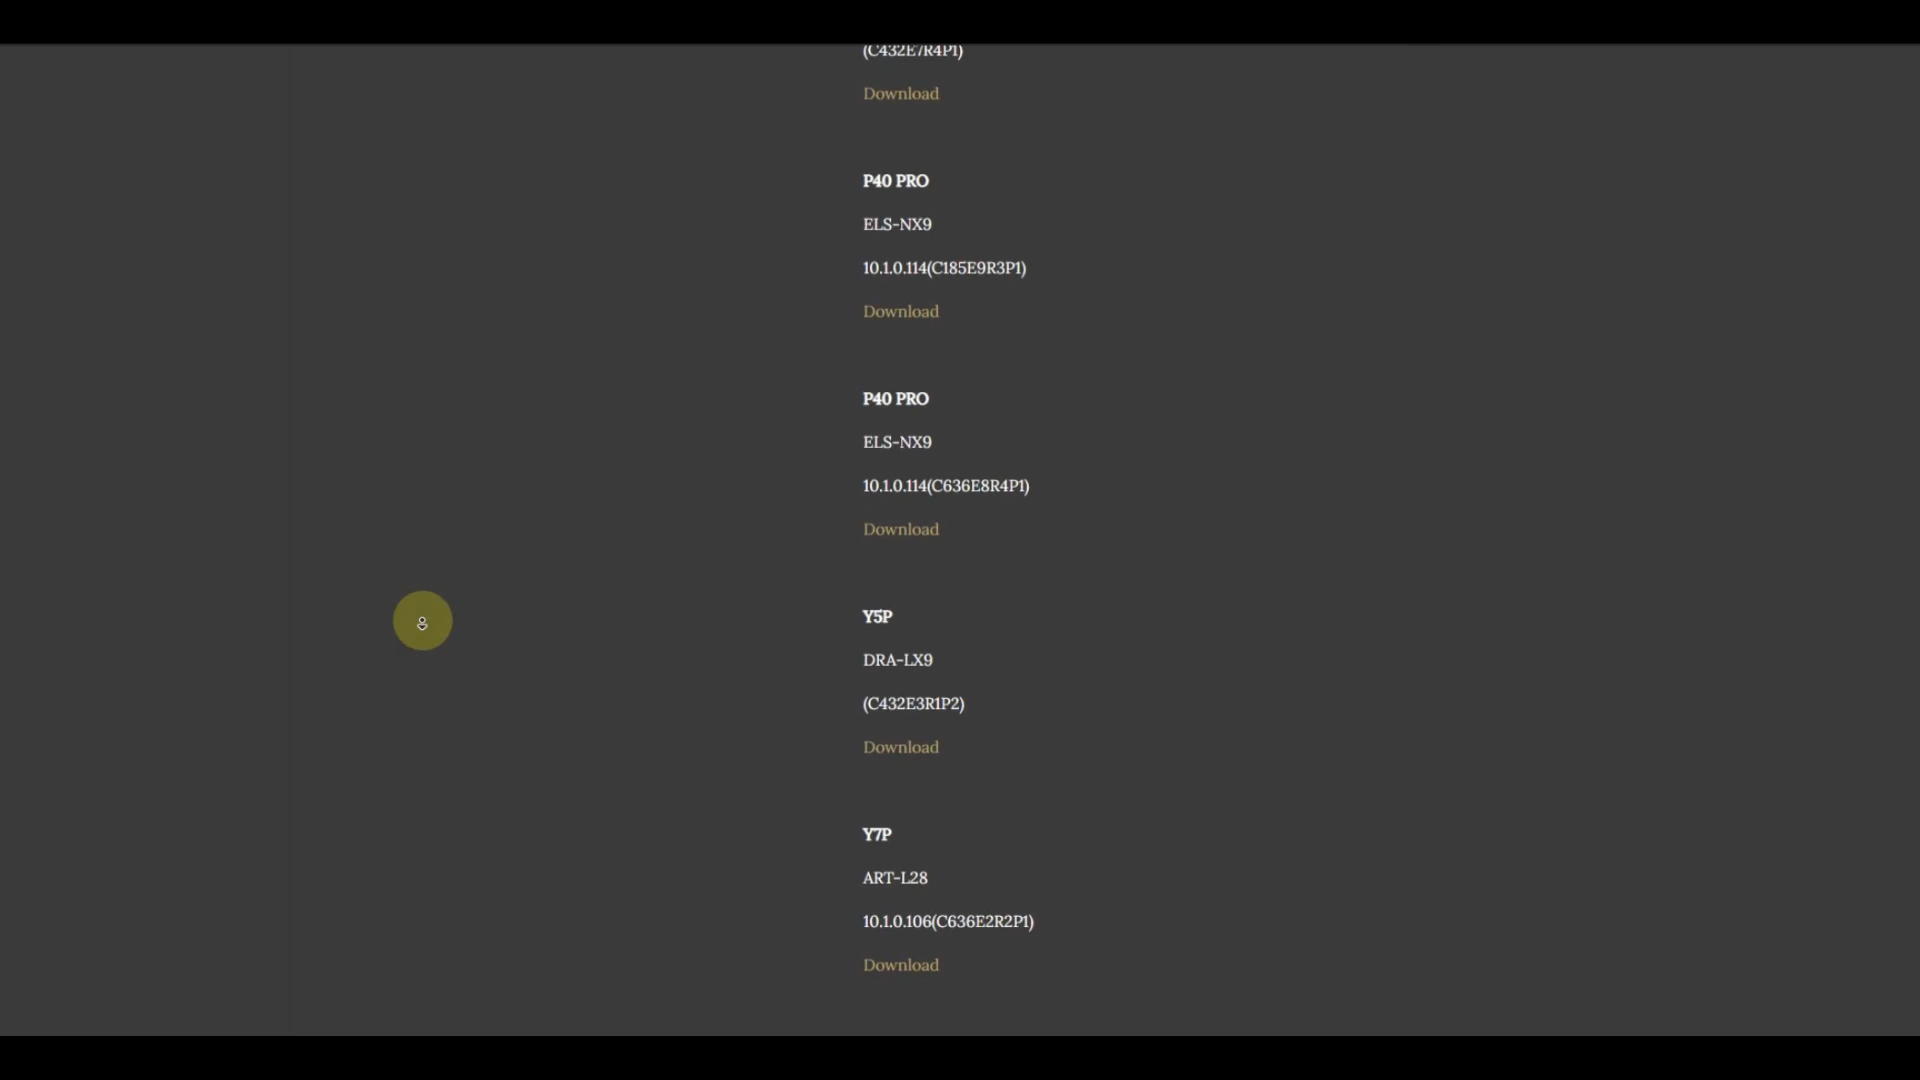 (C432E7R4P1)
Download
P40 PRO
ELS-NX9
10.1.0.114(C185E9R3P1)
Download
P40 PRO
ELS-NX9
10.1.0.114(C636E8R4P1)
Download
Y5P
DRA-LX9
(C432E3R1P2)
Download
Y7P
ART-L28
10.1.0.106(C636E2R2P1)
Download